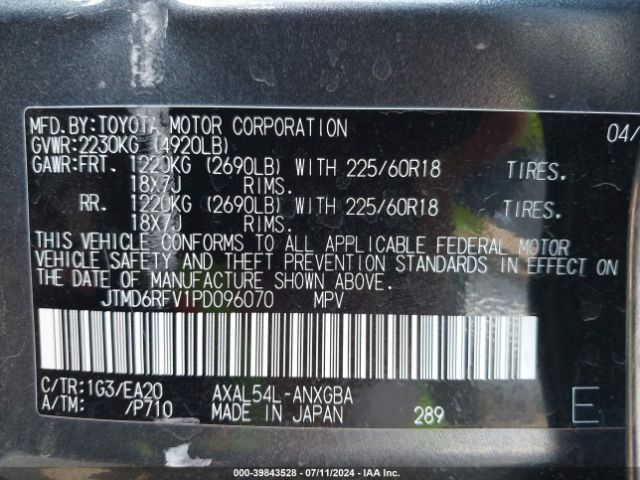 MFD.BY:TOYOTA MOTOR CORPORATION 04/
GVWR:2230KG (4920LB)
GAWR:FRT. 1220KG (2690LB) WITH 225/60R18 TIRES.
18X7J RIMS.
RR. 1220KG (2690LB) WITH 225/60R18 TIRES.
18X7J RIMS.
THIS VEHICLE CONFORMS TO ALL APPLICABLE FEDERAL MOTOR
VEHICLE SAFETY AND THEFT PREVENTION STANDARDS IN EFFECT ON
THE DATE OF MANUFACTURE SHOWN ABOVE.
JTMD6RFV1PD096070 MPV
C/TR:1G3/EA20 AXAL54L-ANXGBA
A/TM: /P710 MADE IN JAPAN 289 E
000-39843528 - 07/11/2024 - IAA Inc.